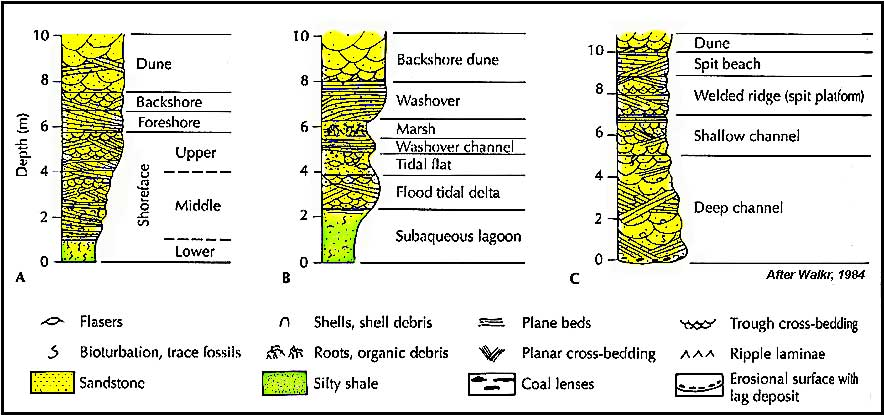 10
8
6
4
2
0
Depth (m)
Dune
Backshore
Foreshore
Upper
Middle
Lower
Shoreface
A
10
8
6
4
2
0
Backshore dune
Washover
Marsh
Washover channel
Tidal flat
Flood tidal delta
Subaqueous lagoon
B
10
8
6
4
2
0
Dune
Spit beach
Welded ridge (spit platform)
Shallow channel
Deep channel
C
After Walkr, 1984
Flasers
Shells, shell debris
Plane beds
Trough cross-bedding
Bioturbation, trace fossils
Roots, organic debris
Planar cross-bedding
Ripple laminae
Sandstone
Silty shale
Coal lenses
Erosional surface with
lag deposit